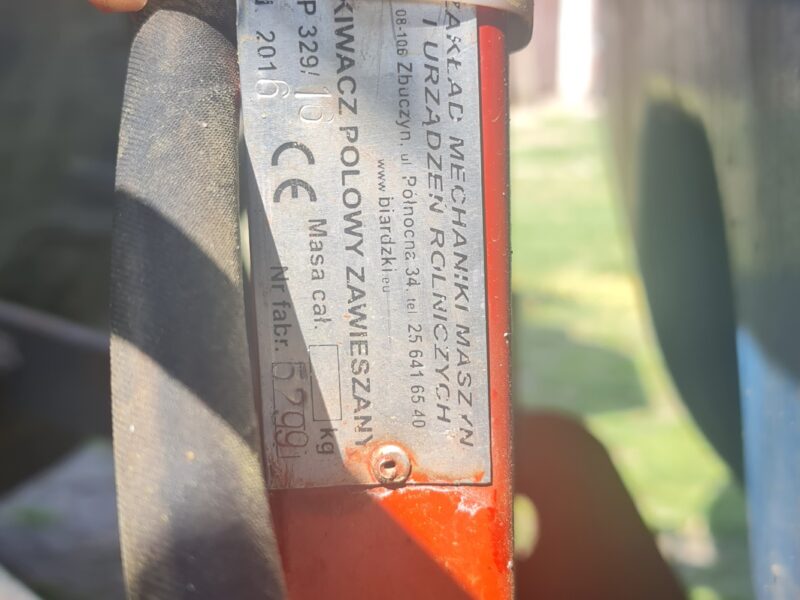 ZAKŁAD MECHANIKI MASZYN
I URZĄDZEŃ ROLNICZYCH
08-106 Zbuczyn, ul Północna 34, tel 25 641 65 40
www.biardzki.eu
KIWACZ POLOWY ZAWIESZANY
P 329/16 Masa cał. kg
2016 CE Nr fabr.